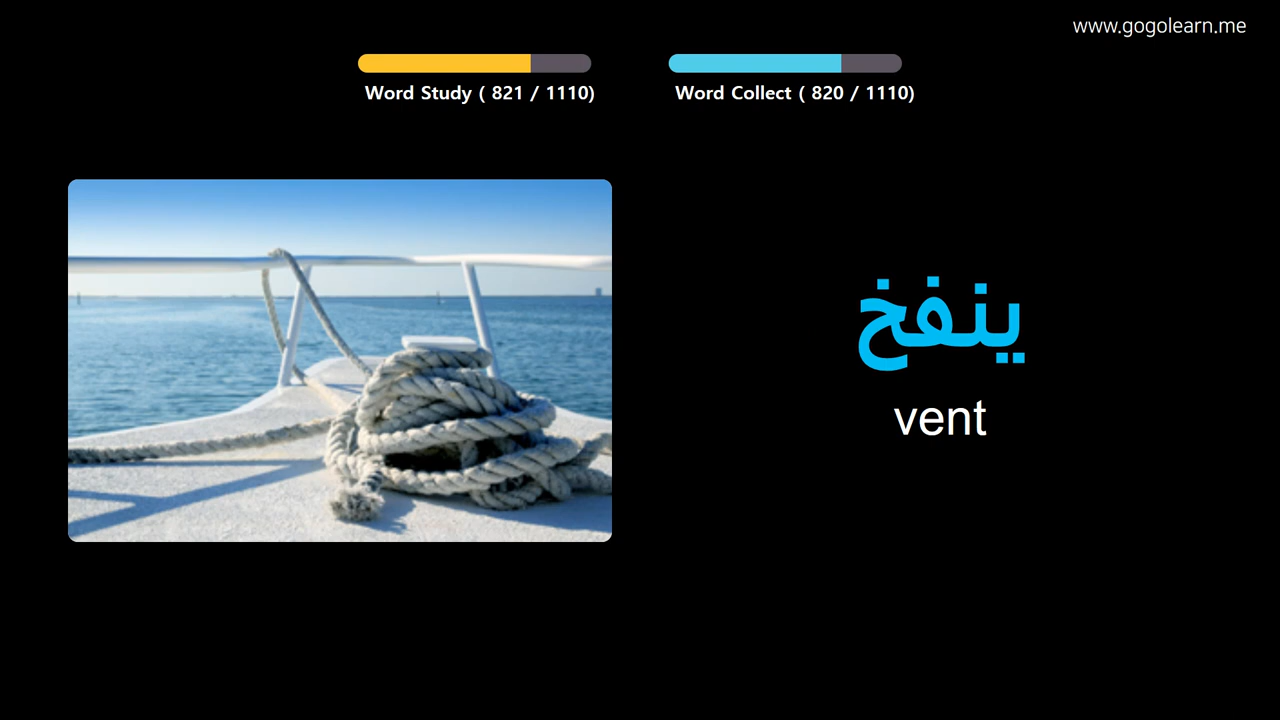 www.gogolearn.me
Word Study ( 821 / 1110)
Word Collect ( 820 / 1110)
ينفخ
vent